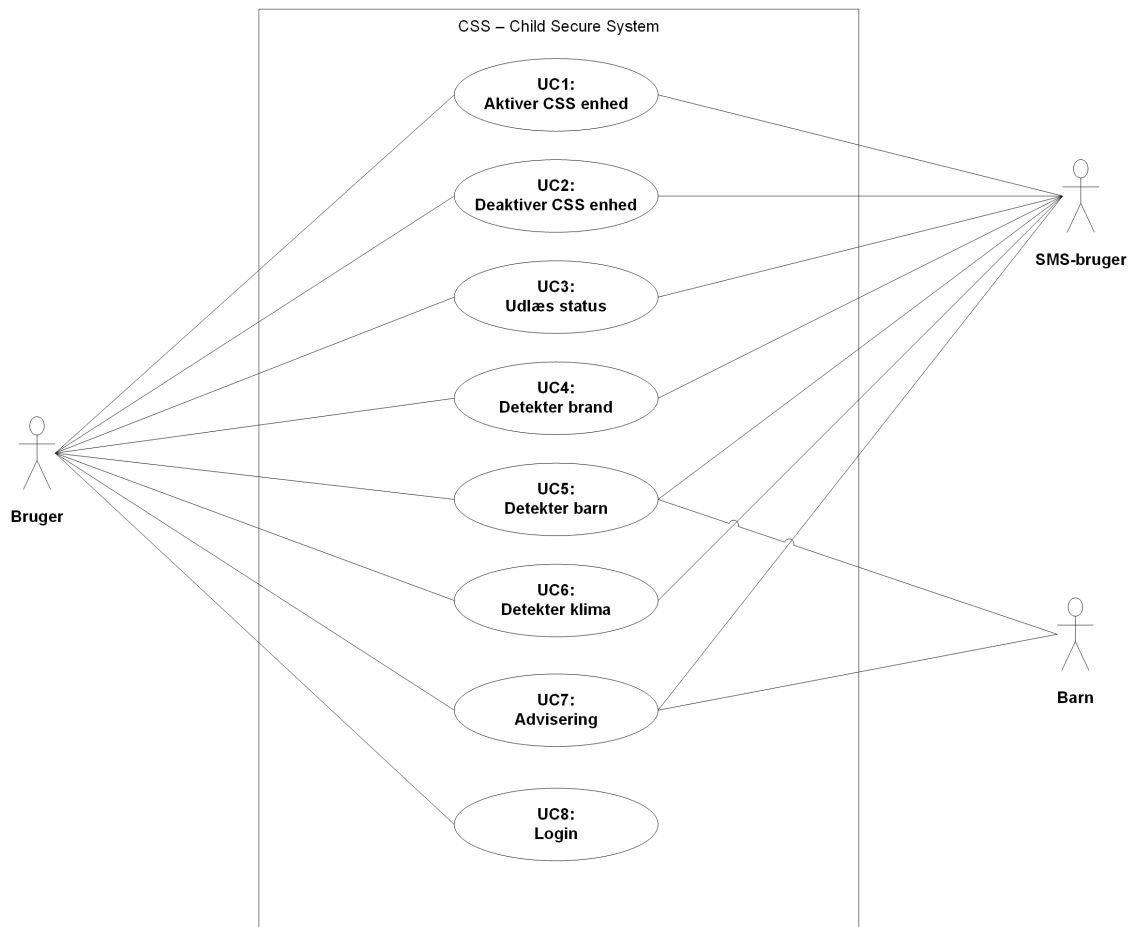 CSS – Child Secure System
UC1:
Aktiver CSS enhed
UC2:
Deaktiver CSS enhed
SMS-bruger
UC3:
Udlæs status
UC4:
Detekter brand
Bruger
UC5:
Detekter barn
UC6:
Detekter klima
Barn
UC7:
Advisering
UC8:
Login